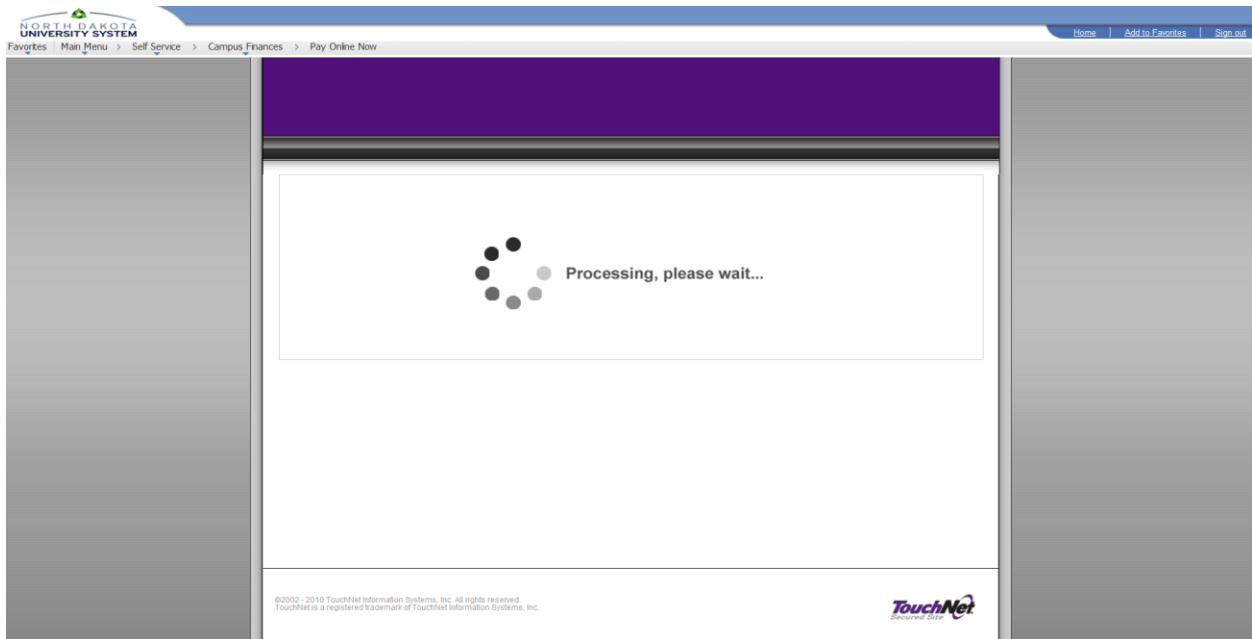 NORTH DAKOTA
UNIVERSITY SYSTEM
Home | Add to Favorites | Sign out
Favorites | Main Menu > Self Service > Campus Finances > Pay Online Now
Processing, please wait...
©2002 - 2010 TouchNet Information Systems, Inc. All rights reserved.
TouchNet is a registered trademark of TouchNet Information Systems, Inc.
TouchNet
Secured Site